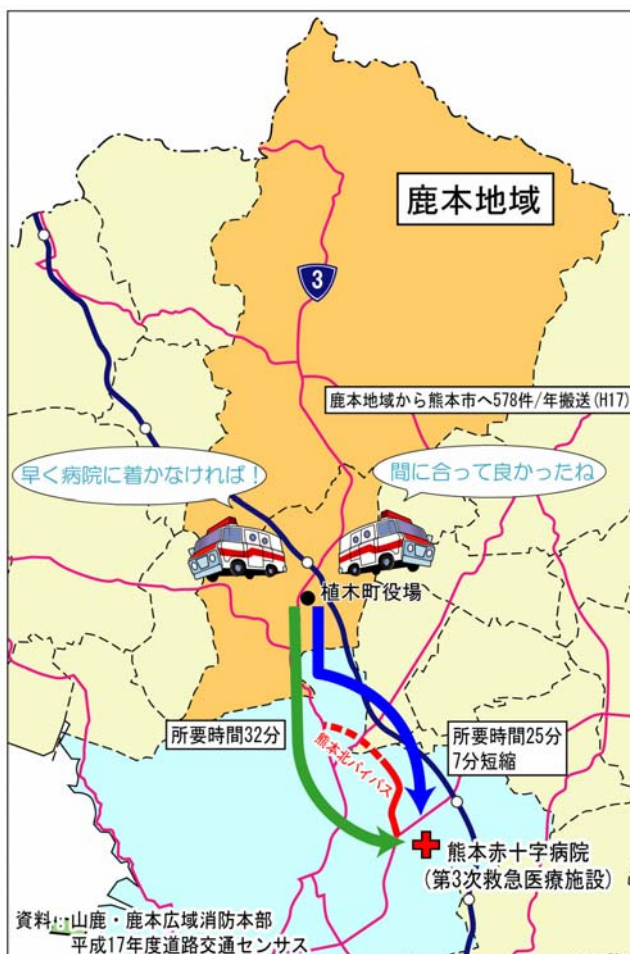 鹿本地域
3
鹿本地域から熊本市へ578件/年搬送(H17)
早く病院に着かなければ！
間に合って良かったね
植木町役場
所要時間32分
熊本北バイパス
所要時間25分
7分短縮
熊本赤十字病院
(第3次救急医療施設)
資料：山鹿・鹿本広域消防本部
平成17年度道路交通センサス